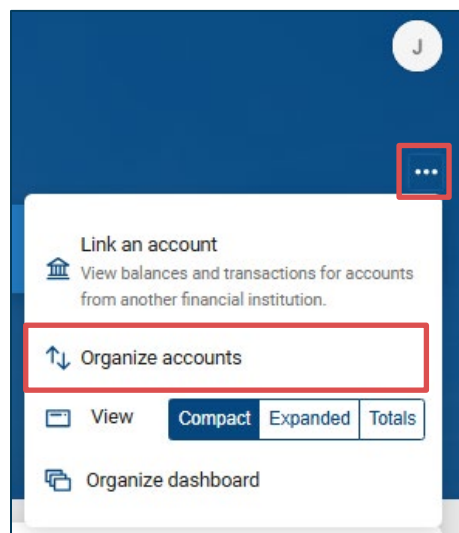 J
Link an account
View balances and transactions for accounts
from another financial institution.
Organize accounts
View Compact Expanded Totals
Organize dashboard